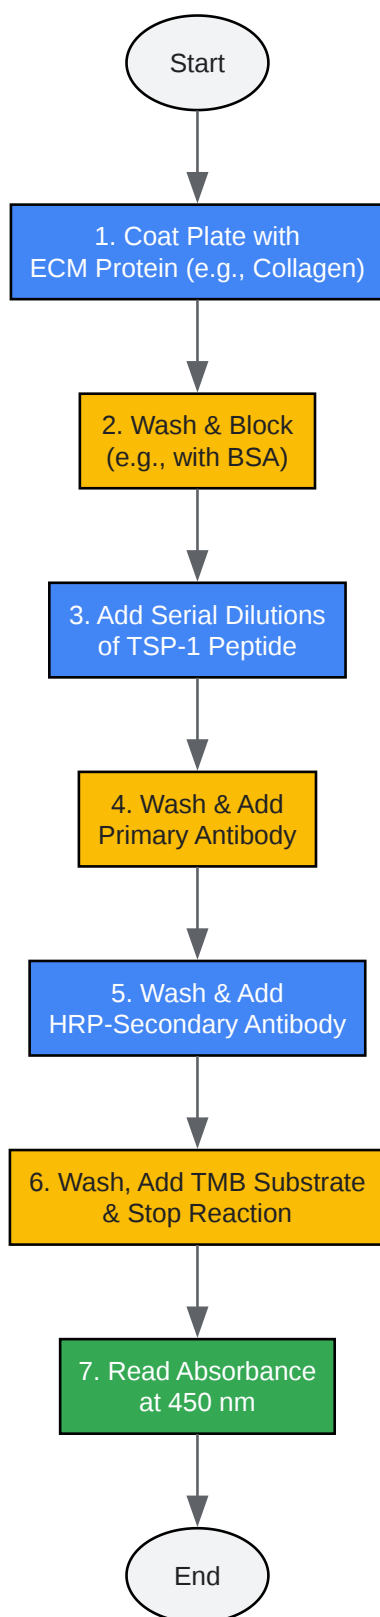 Start
1. Coat Plate with
ECM Protein (e.g., Collagen)
2. Wash & Block
(e.g., with BSA)
3. Add Serial Dilutions
of TSP-1 Peptide
4. Wash & Add
Primary Antibody
5. Wash & Add
HRP-Secondary Antibody
6. Wash, Add TMB Substrate
& Stop Reaction
7. Read Absorbance
at 450 nm
End